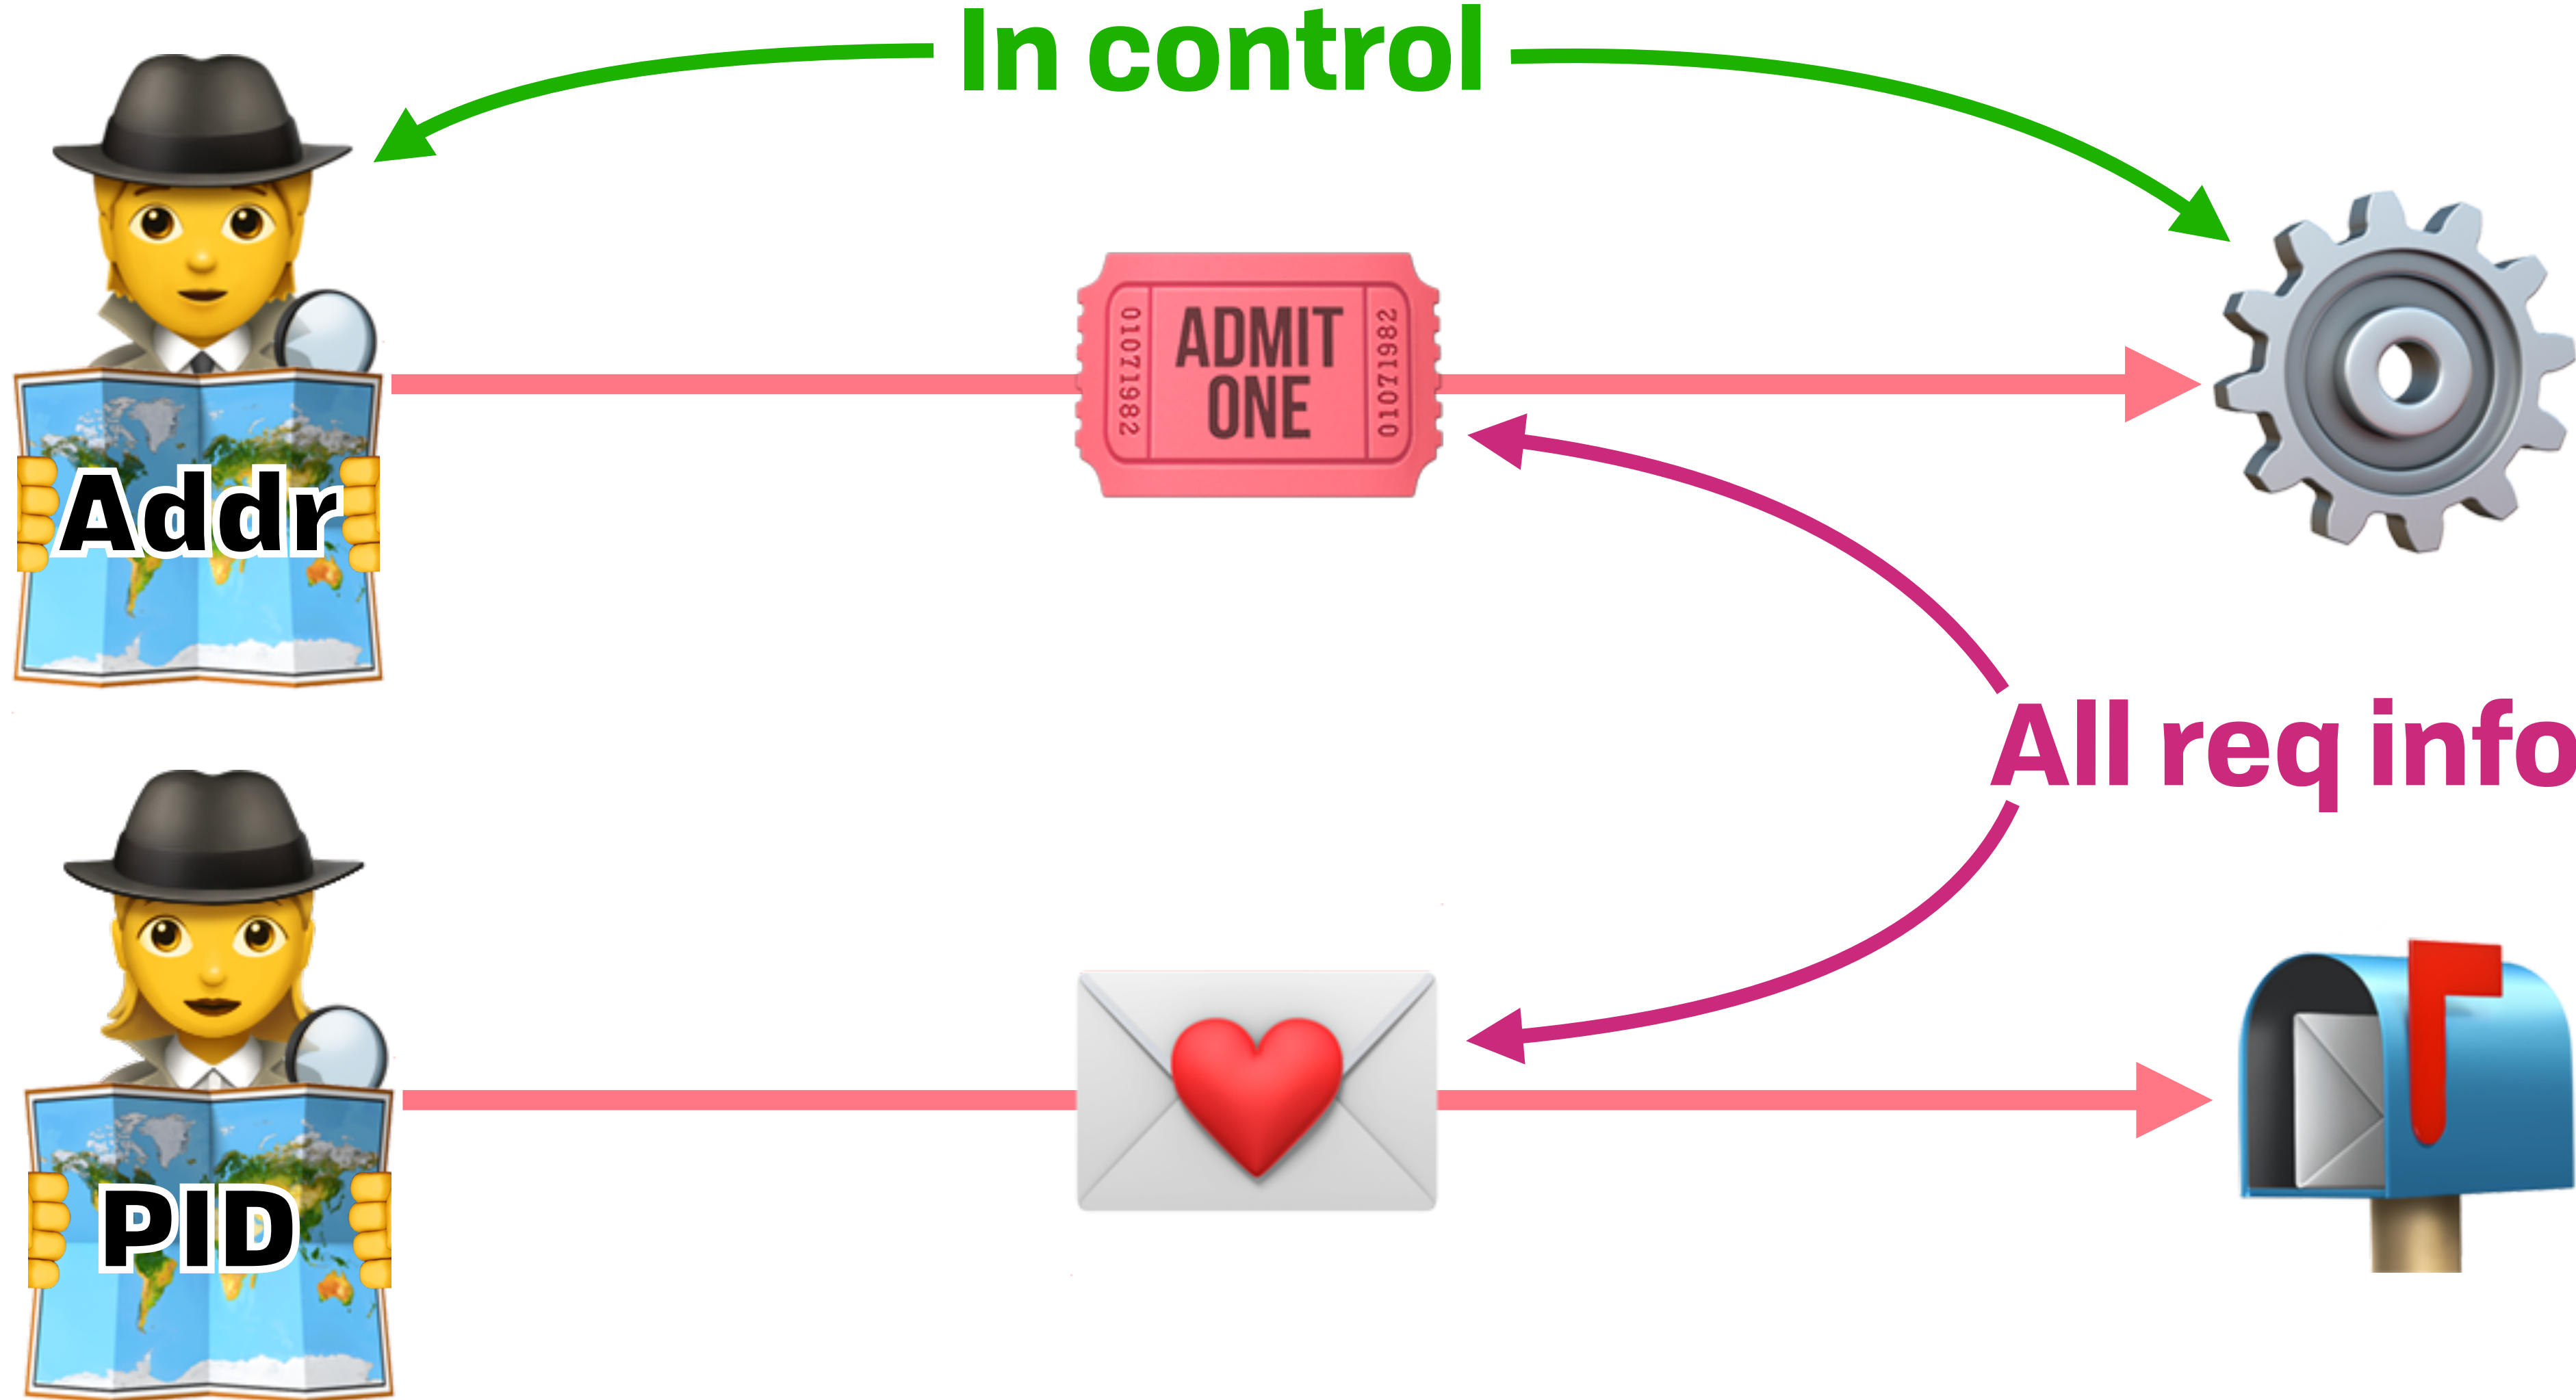 In control
01071982
ADMIT
ONE
01071982
Addr
All req info
PID